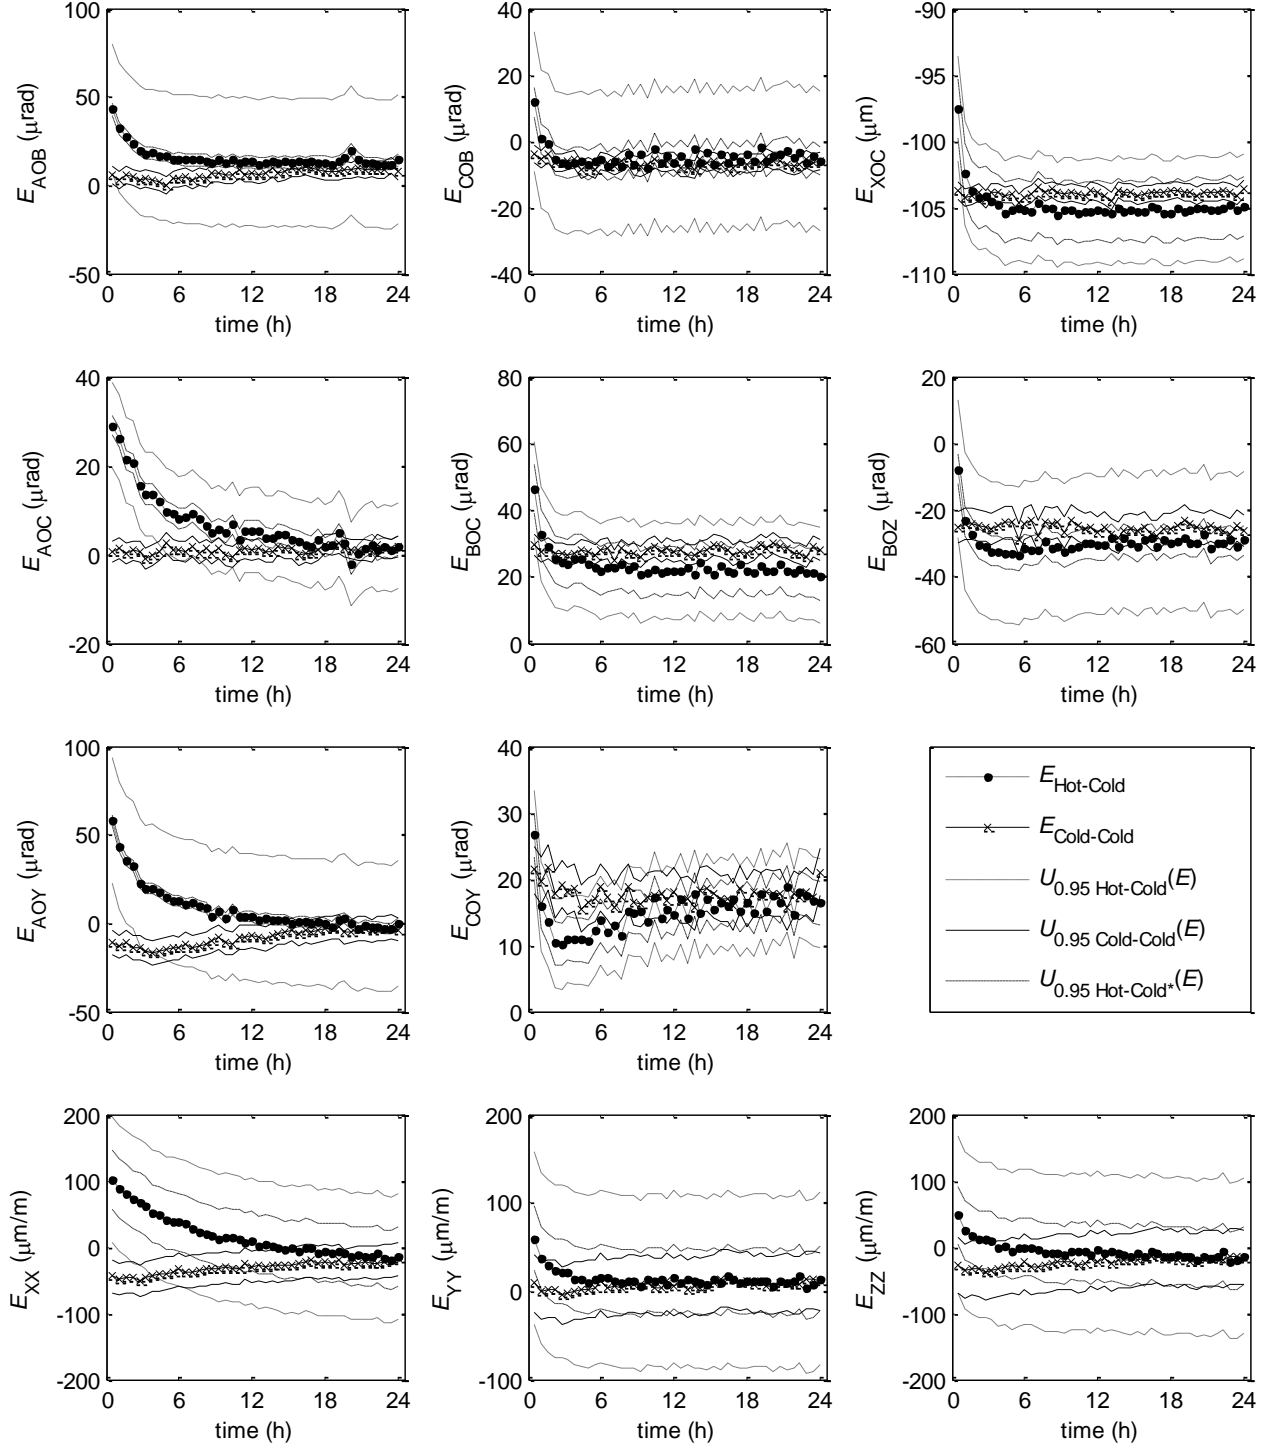 100
50
0
-50
E_AOB (μrad)
0 6 12 18 24
time (h)
40
20
0
-20
-40
E_COB (μrad)
0 6 12 18 24
time (h)
-90
-95
-100
-105
-110
E_XOC (μm)
0 6 12 18 24
time (h)
40
20
0
-20
E_AOC (μrad)
0 6 12 18 24
time (h)
80
60
40
20
0
E_BOC (μrad)
0 6 12 18 24
time (h)
20
0
-20
-40
-60
E_BOZ (μrad)
0 6 12 18 24
time (h)
100
50
0
-50
E_AOY (μrad)
0 6 12 18 24
time (h)
40
30
20
10
0
E_COY (μrad)
0 6 12 18 24
time (h)
E_Hot-Cold
E_Cold-Cold
U_0.95 Hot-Cold(E)
U_0.95 Cold-Cold(E)
U_0.95 Hot-Cold*(E)
200
100
0
-100
-200
E_XX (μm/m)
0 6 12 18 24
time (h)
200
100
0
-100
E_YY (μm/m)
0 6 12 18 24
time (h)
200
100
0
-100
-200
E_ZZ (μm/m)
0 6 12 18 24
time (h)